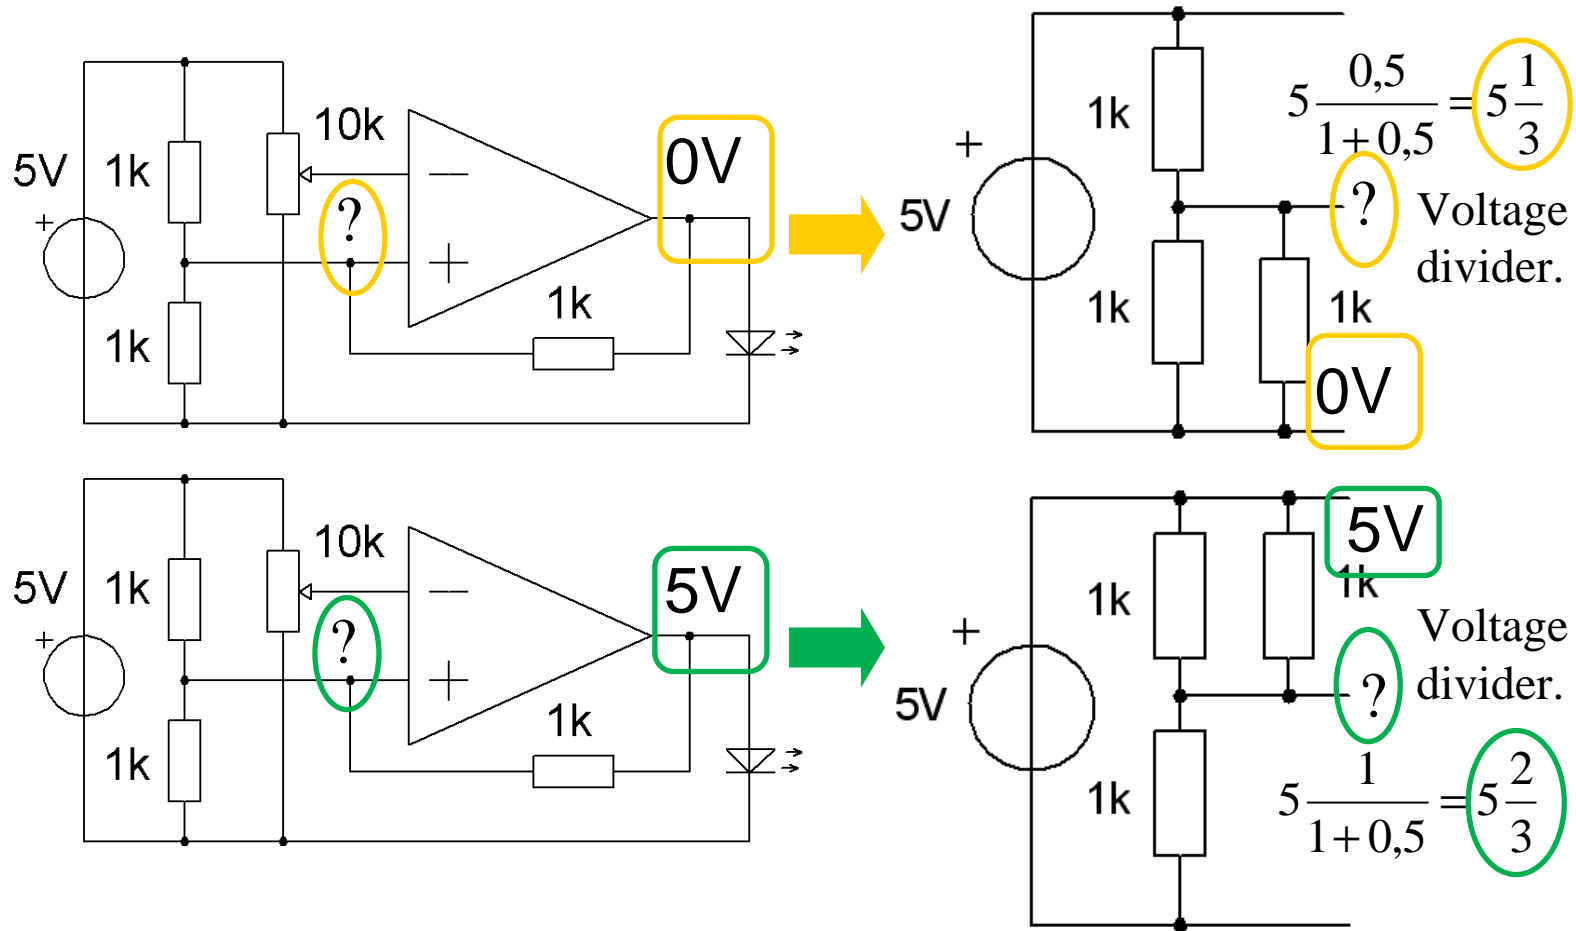 5V
+
1k
1k
10k
?
−
+
1k
0V
5V
+
1k
1k
?
1k
0V
5 0,5/(1+0,5) = 5 1/3
Voltage
divider.
5V
+
1k
1k
10k
?
−
+
1k
5V
5V
+
1k
1k
1k
5V
?
Voltage
divider.
5 1/(1+0,5) = 5 2/3